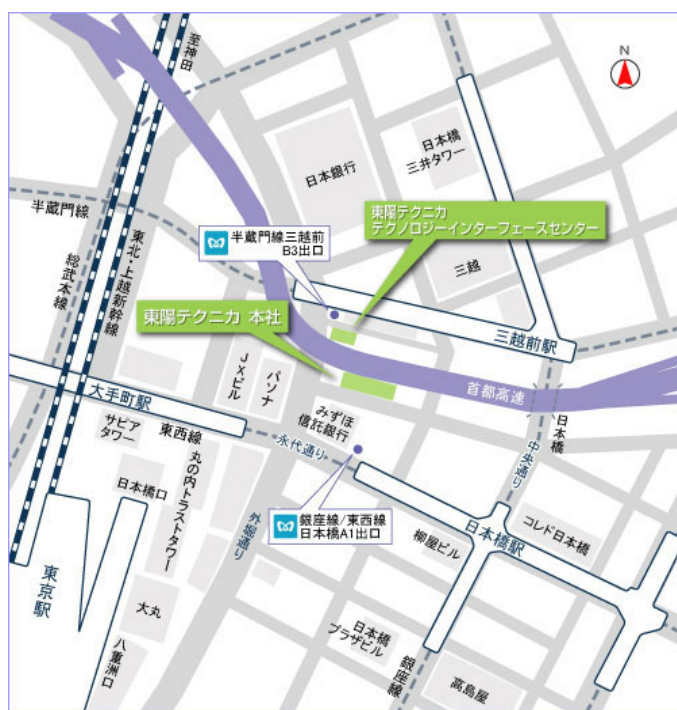 至神田
N
日本橋
三井タワー
日本銀行
東陽テクニカ
テクノロジーインターフェースセンター
半蔵門線
半蔵門線三越前
B3出口
三越
総武本線
東北・上越新幹線
東陽テクニカ 本社
三越前駅
JXビル
パソナ
首都高速
大手町駅
みずほ
信託銀行
日本橋
サピア
タワー
東西線
永代通り
中央通り
日本橋口
丸の内トラストタワー
銀座線/東西線
日本橋A1出口
外堀通り
柳屋ビル
日本橋駅
コレド日本橋
東京駅
大丸
日本橋
プラザビル
八重洲口
銀座線
高島屋